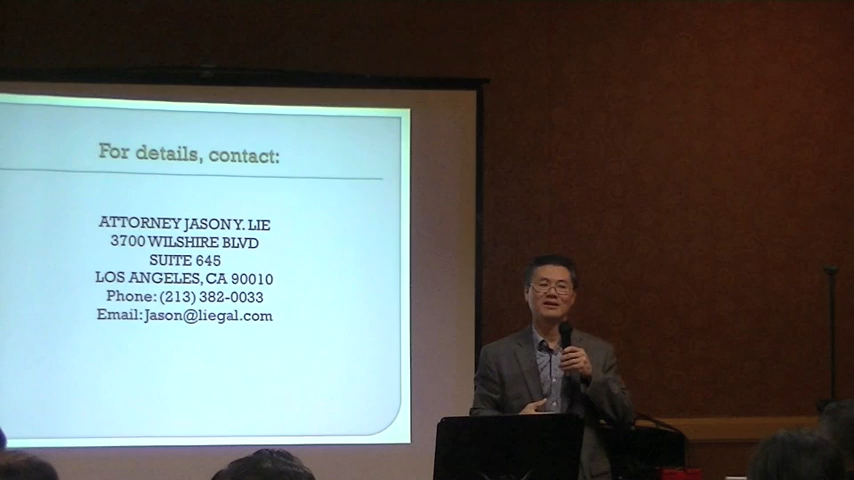 For details, contact:
ATTORNEY JASON Y. LIE
3700 WILSHIRE BLVD
SUITE 645
LOS ANGELES, CA 90010
Phone: (213) 382-0033
Email: Jason@liegal.com